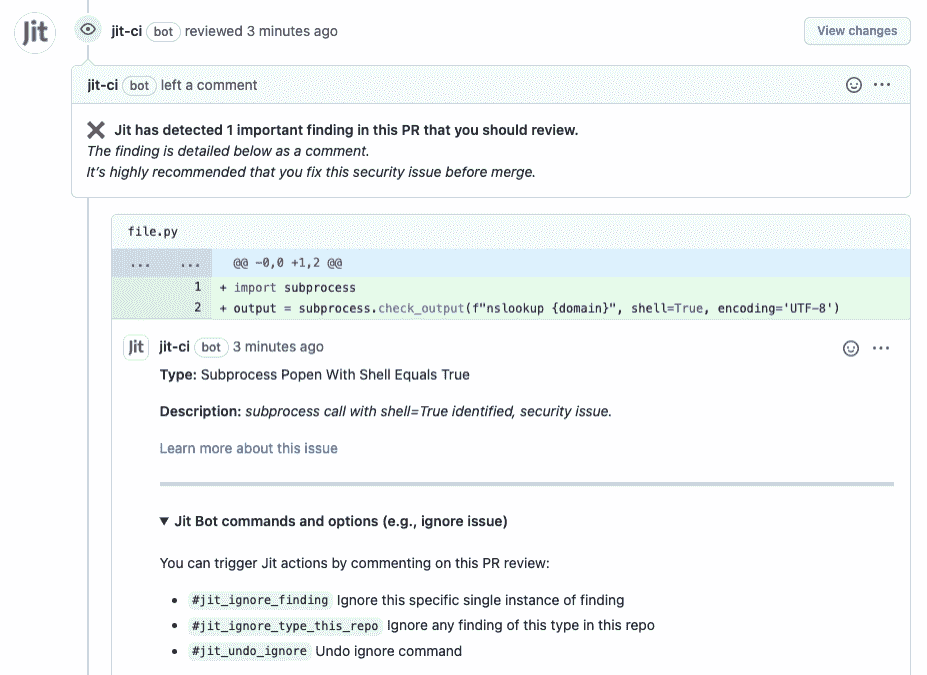 Jit
jit-ci bot reviewed 3 minutes ago
View changes
jit-ci bot left a comment
Jit has detected 1 important finding in this PR that you should review.
The finding is detailed below as a comment.
It's highly recommended that you fix this security issue before merge.
file.py
... ... @@ -0,0 +1,2 @@
1 + import subprocess
2 + output = subprocess.check_output(f"nslookup {domain}", shell=True, encoding='UTF-8')
Jit jit-ci bot 3 minutes ago
Type: Subprocess Popen With Shell Equals True
Description: subprocess call with shell=True identified, security issue.
Learn more about this issue
▼ Jit Bot commands and options (e.g., ignore issue)
You can trigger Jit actions by commenting on this PR review:
• #jit_ignore_finding Ignore this specific single instance of finding
• #jit_ignore_type_this_repo Ignore any finding of this type in this repo
• #jit_undo_ignore Undo ignore command